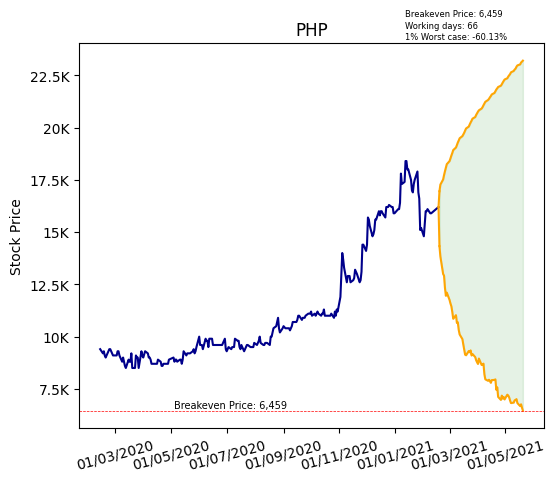 Breakeven Price: 6,459
Working days: 66
1% Worst case: -60.13%
PHP
Stock Price
22.5K
20K
17.5K
15K
12.5K
10K
7.5K
Breakeven Price: 6,459
01/03/2020
01/05/2020
01/07/2020
01/09/2020
01/11/2020
01/01/2021
01/03/2021
01/05/2021